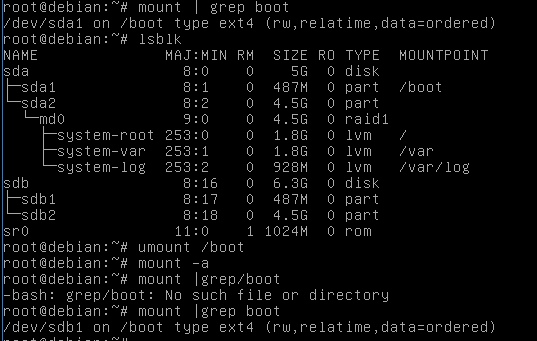 root@debian:~# mount | grep boot
/dev/sda1 on /boot type ext4 (rw,relatime,data=ordered)
root@debian:~# lsblk
NAME              MAJ:MIN RM  SIZE RO TYPE  MOUNTPOINT
sda                 8:0    0    5G  0 disk
├─sda1              8:1    0  487M  0 part  /boot
└─sda2              8:2    0  4.5G  0 part
  └─md0             9:0    0  4.5G  0 raid1
    ├─system-root 253:0    0  1.8G  0 lvm   /
    ├─system-var  253:1    0  1.8G  0 lvm   /var
    └─system-log  253:2    0  928M  0 lvm   /var/log
sdb                 8:16   0  6.3G  0 disk
├─sdb1              8:17   0  487M  0 part
└─sdb2              8:18   0  4.5G  0 part
sr0                11:0    1 1024M  0 rom
root@debian:~# umount /boot
root@debian:~# mount -a
root@debian:~# mount |grep/boot
-bash: grep/boot: No such file or directory
root@debian:~# mount |grep boot
/dev/sdb1 on /boot type ext4 (rw,relatime,data=ordered)